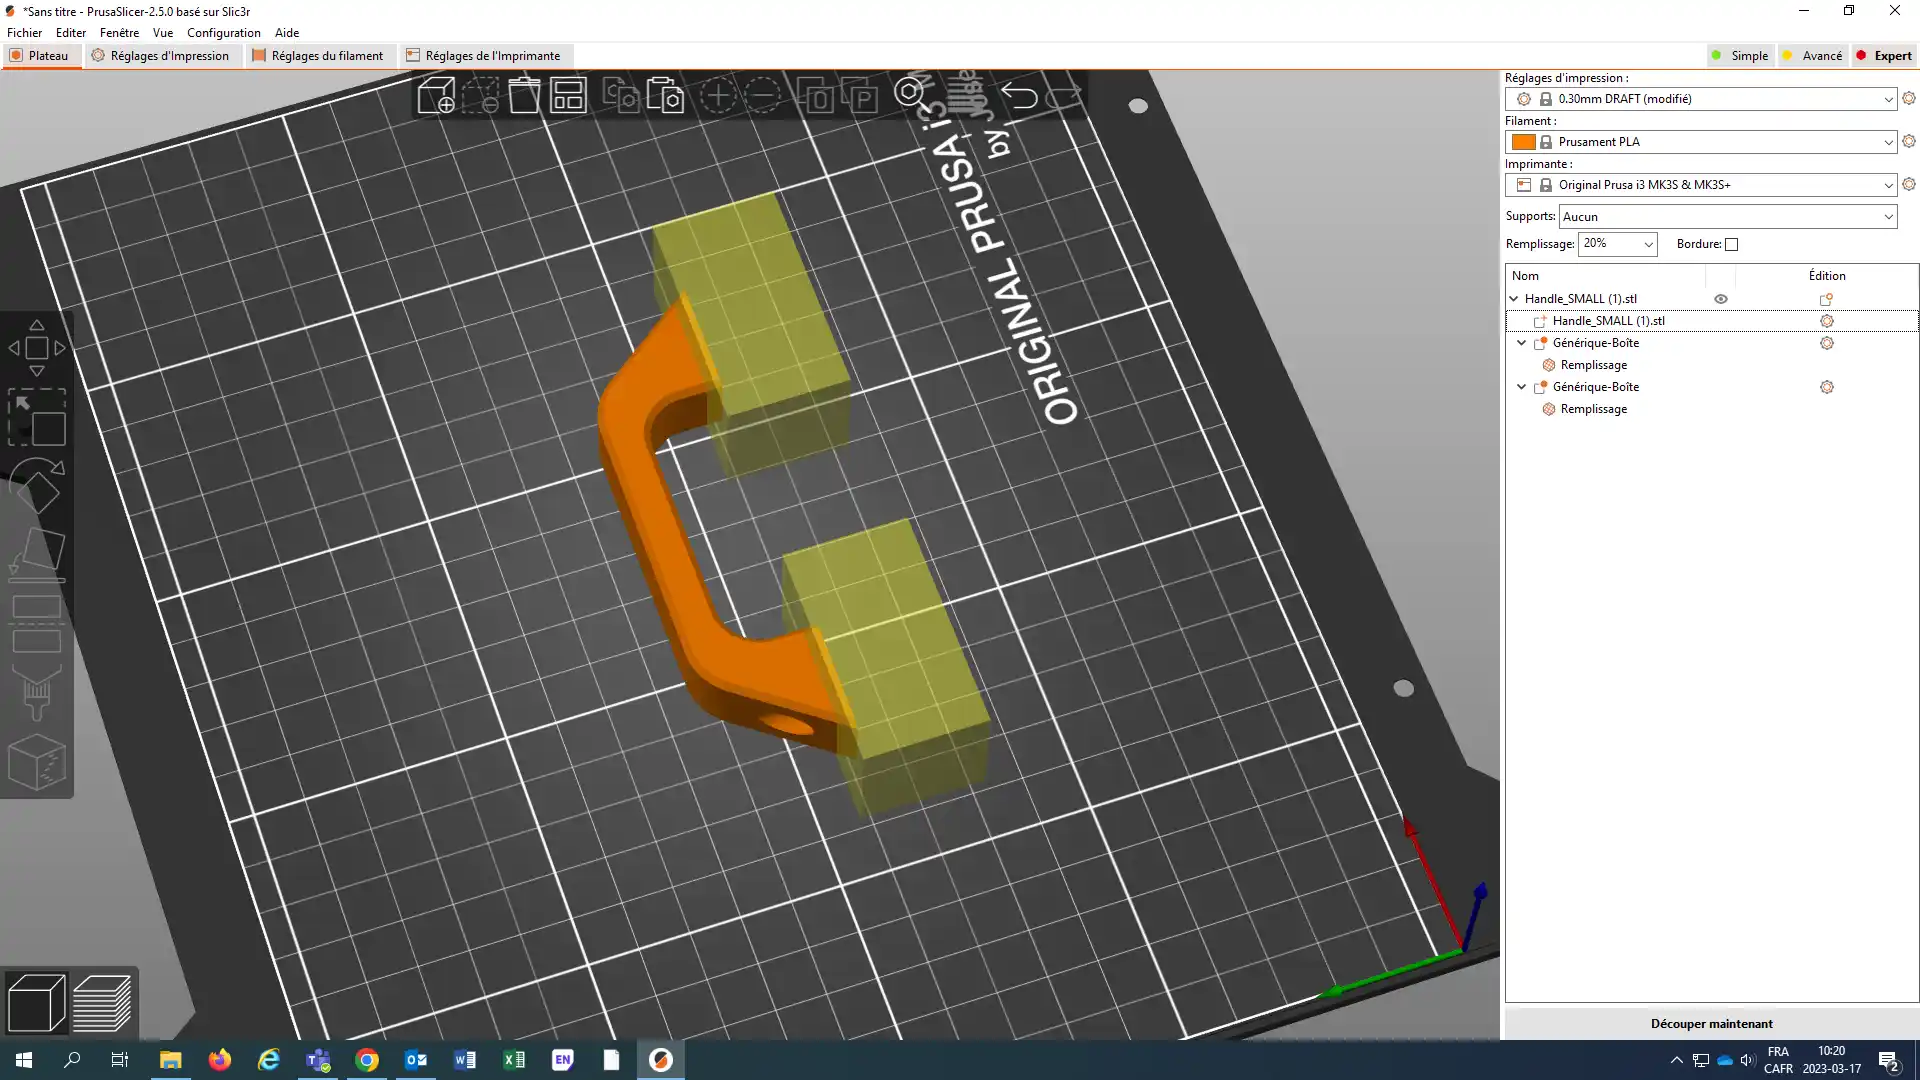 *Sans titre - PrusaSlicer-2.5.0 basé sur Slic3r
Fichier Editer Fenêtre Vue Configuration Aide
Plateau Réglages d'Impression Réglages du filament Réglages de l'Imprimante
Simple Avancé Expert
ORIGINAL PRUSA i3
by
Réglages d'impression :
0.30mm DRAFT (modifié)
Filament :
Prusament PLA
Imprimante :
Original Prusa i3 MK3S & MK3S+
Supports: Aucun
Remplissage: 20% Bordure:
Nom Édition
Handle_SMALL (1).stl
Handle_SMALL (1).stl
Générique-Boîte
Remplissage
Générique-Boîte
Remplissage
Découper maintenant
EN
FRA 10:20
CAFR 2023-03-17
2